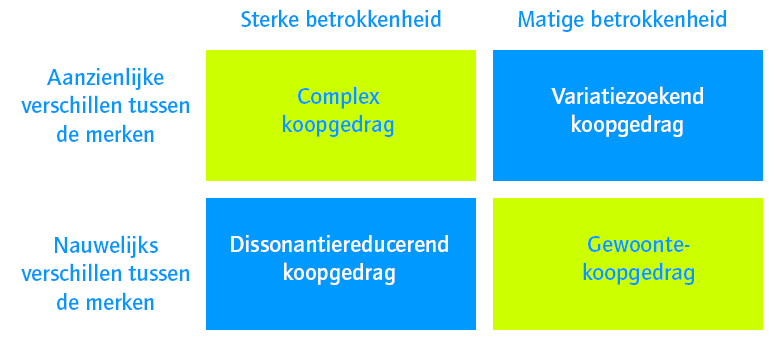 Sterke betrokkenheid
Matige betrokkenheid
Aanzienlijke
verschillen tussen
de merken
Complex
koopgedrag
Variatiezoekend
koopgedrag
Nauwelijks
verschillen tussen
de merken
Dissonantiereducerend
koopgedrag
Gewoonte-
koopgedrag